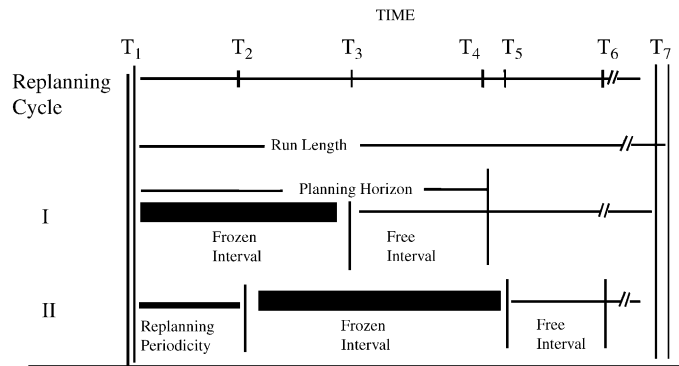 TIME
T1 T2 T3 T4 T5 T6 T7
Replanning
Cycle
Run Length
Planning Horizon
I
Frozen
Interval
Free
Interval
II
Replanning
Periodicity
Frozen
Interval
Free
Interval